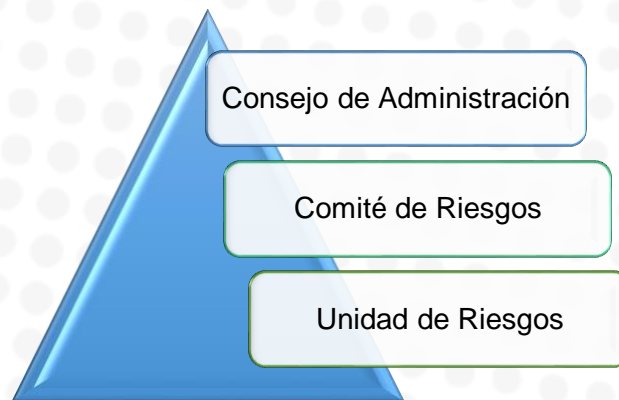 Consejo de Administración
Comité de Riesgos
Unidad de Riesgos